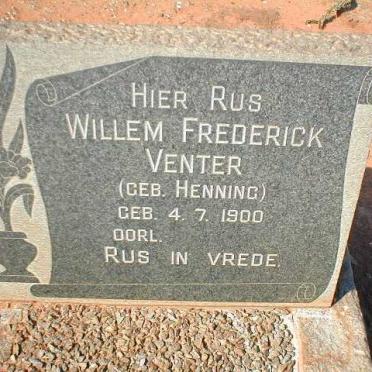 HIER RUS
WILLEM FREDERICK
VENTER
(GEB. HENNING)
GEB. 4. 7. 1900
OORL.
RUS IN VREDE.